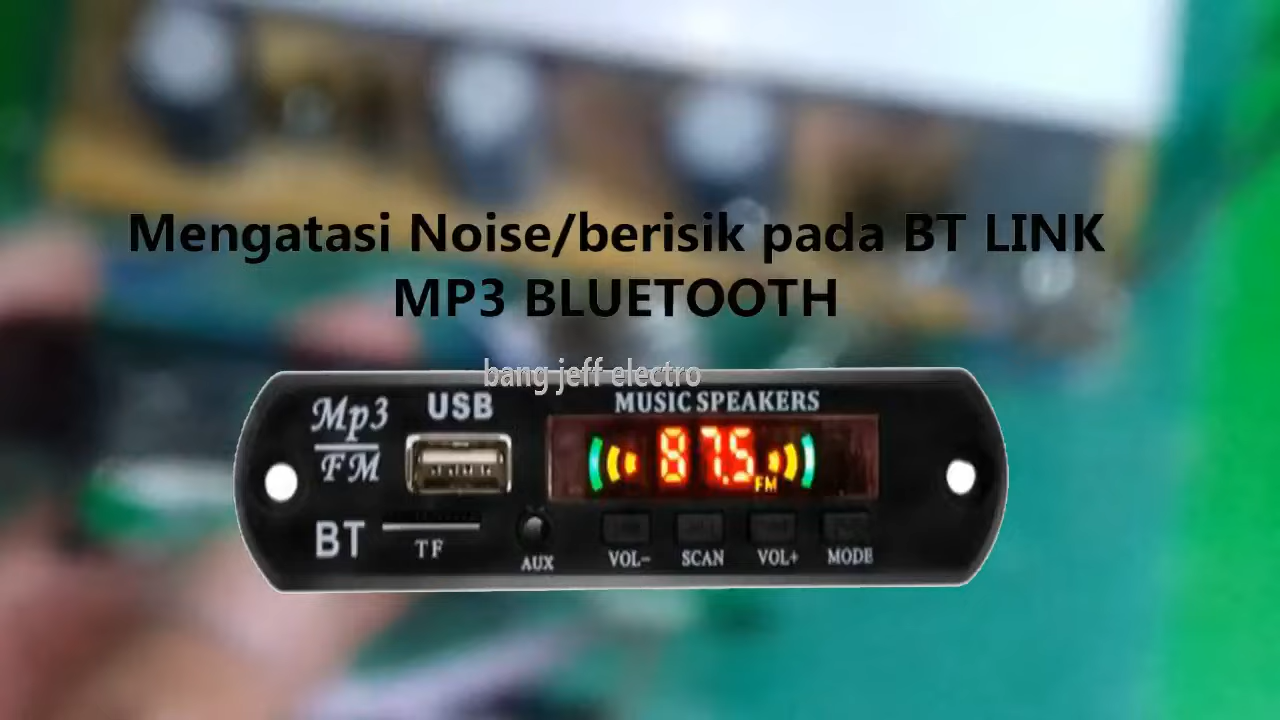 Mengatasi Noise/berisik pada BT LINK
MP3 BLUETOOTH
bang jeff electro
MUSIC SPEAKERS
Mp3
FM
USB
87.5
FM
BT
TF
AUX
VOL-
SCAN
VOL+
MODE